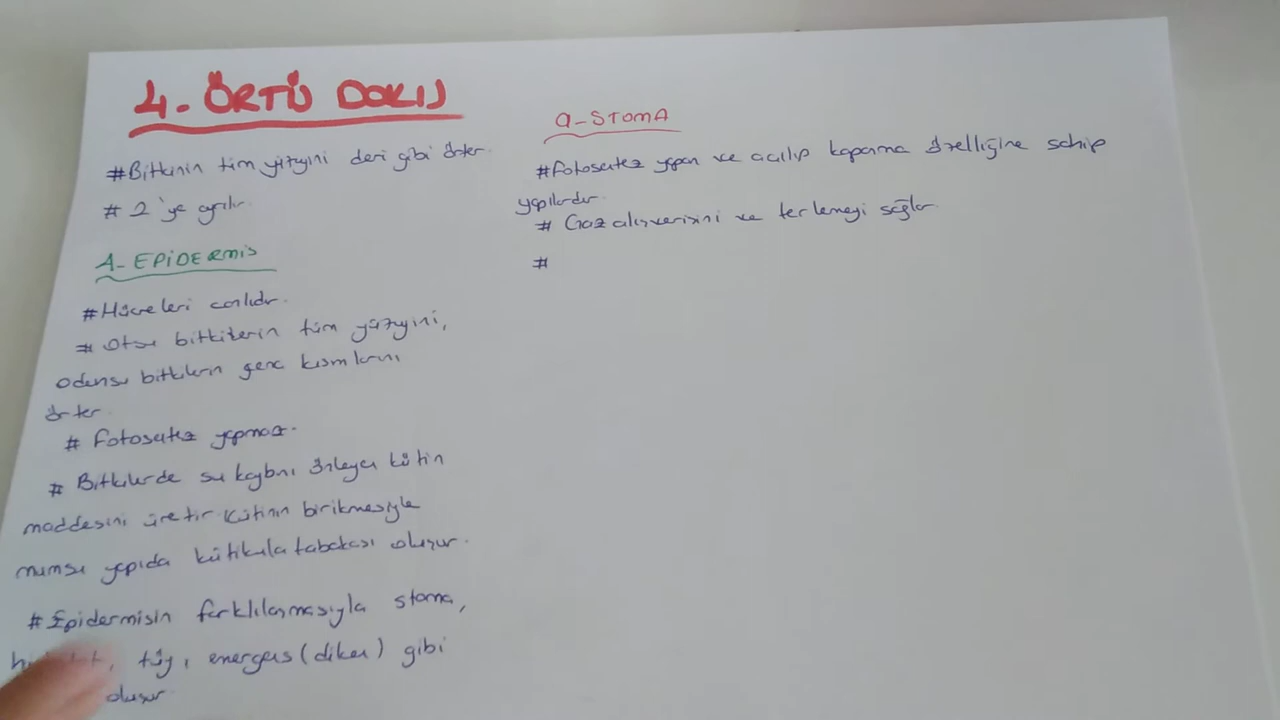 4- ÖRTÜ DOKU
#Bitkinin tüm yüzeyini deri gibi örter.
# 2'ye ayrılır.
A- EPİDERMİS
#Hücreleri canlıdır.
# Otsu bitkilerin tüm yüzeyini,
odunsu bitkilerin genç kısımlarını
örter.
# Fotosentez yapmaz.
# Bitkilerde su kaybını önleyen kütin
maddesini üretir. Kütinin birikmesiyle
mumsu yapıda kütikula tabakası oluşur.
#Epidermisin farklılaşmasıyla stoma,
tüy, emergens (diken) gibi
oluşur.
a- STOMA
#Fotosentez yapan ve açılıp kapanma özelliğine sahip
yapılardır.
# Gaz alışverişini ve terlemeyi sağlar.
#